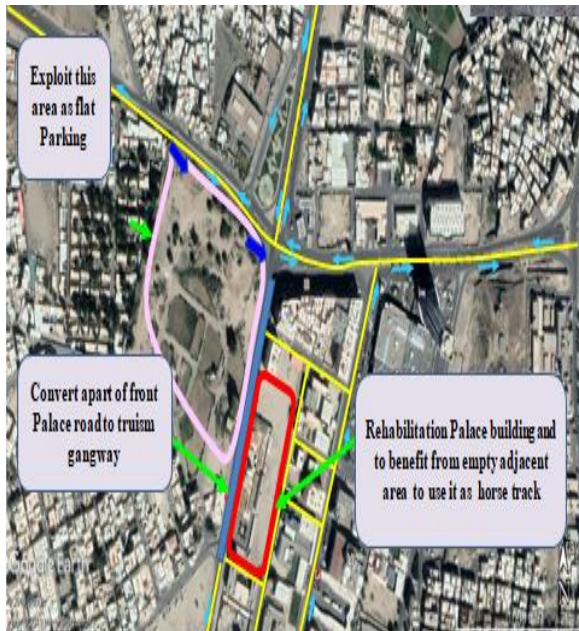 Exploit this
area as flat
Parking
Convert apart of front
Palace road to truism
gangway
Rehabilitation Palace building and
to benefit from empty adjacent
area to use it as horse track
Google Earth